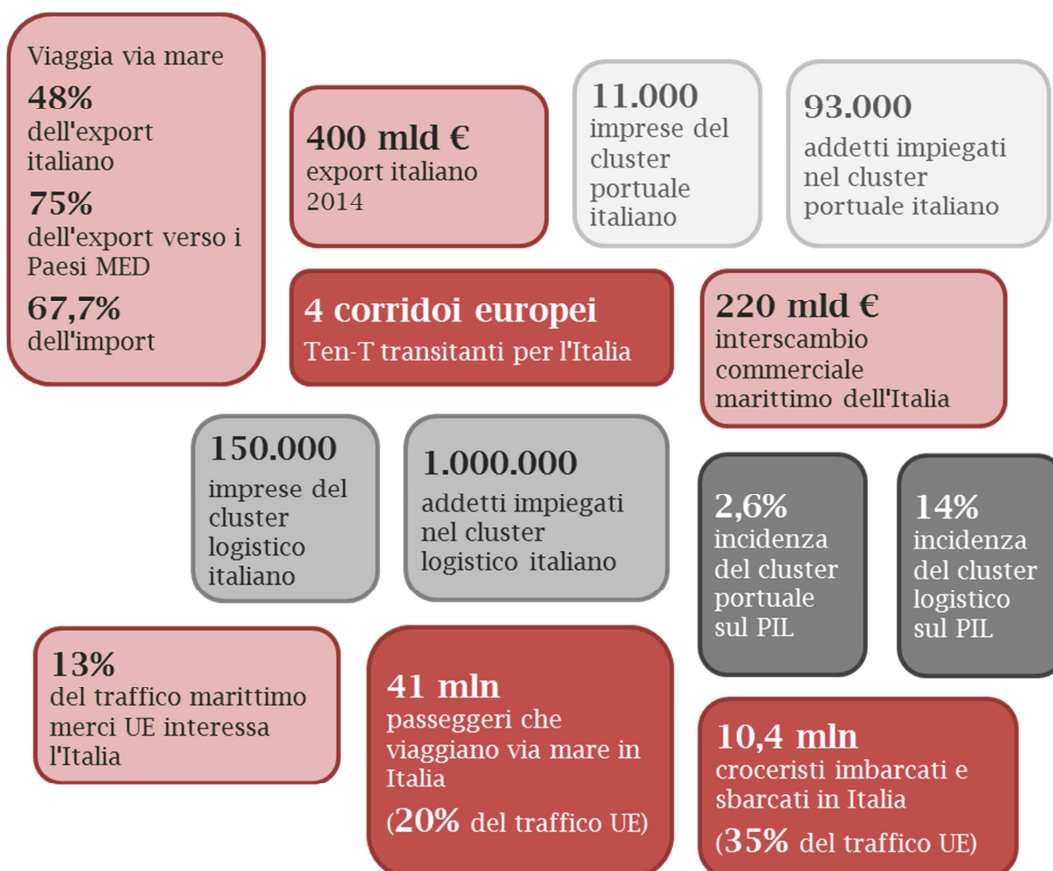 Viaggia via mare
48%
dell'export
italiano
75%
dell'export verso i
Paesi MED
67,7%
dell'import
400 mld €
export italiano
2014
11.000
imprese del
cluster
portuale
italiano
93.000
addetti impiegati
nel cluster
portuale italiano
4 corridoi europei
Ten-T transitanti per l'Italia
220 mld €
interscambio
commerciale
marittimo dell'Italia
150.000
imprese del
cluster
logistico
italiano
1.000.000
addetti impiegati
nel cluster
logistico italiano
2,6%
incidenza
del cluster
portuale
sul PIL
14%
incidenza
del cluster
logistico
sul PIL
13%
del traffico marittimo
merci UE interessa
l'Italia
41 mln
passeggeri che
viaggiano via mare in
Italia
(20% del traffico UE)
10,4 mln
croceristi imbarcati e
sbarcati in Italia
(35% del traffico UE)